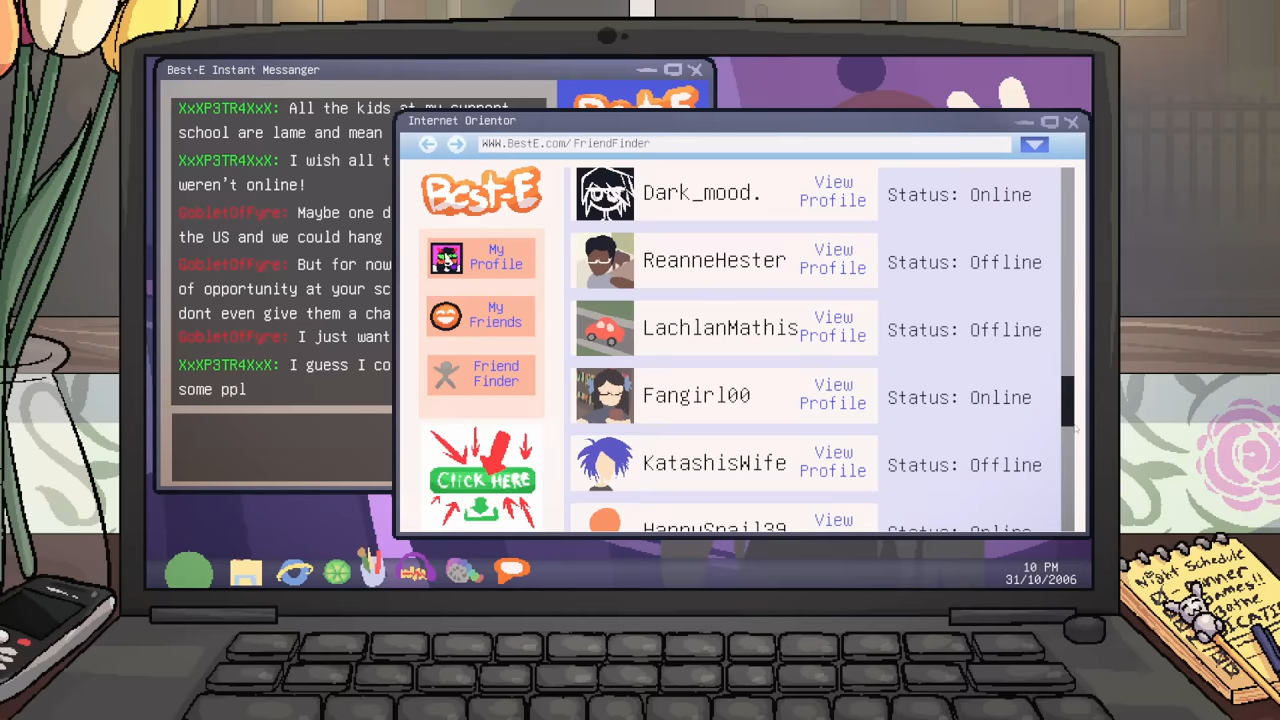 Best-E Instant Messanger
XxXP3TR4XxX: All the kids at my current
school are lame and mean
XxXP3TR4XxX: I wish all t
weren't online!
GobletOfFyre: Maybe one d
the US and we could hang
GobletOfFyre: But for now
of opportunity at your sc
dont even give them a cha
GobletOfFyre: I just want
XxXP3TR4XxX: I guess I co
some ppl
Best-E
Internet Orientor
WWW.BestE.com/FriendFinder
Best-E
My
Profile
My
Friends
Friend
Finder
CLICK HERE
Dark_mood. View Profile Status: Online
ReanneHester View Profile Status: Offline
LachlanMathis View Profile Status: Offline
Fangirl00 View Profile Status: Online
KatashisWife View Profile Status: Offline
HappySnail39 View Status: Online
10 PM
31/10/2006
Night Schedule
Dinner
Games!!